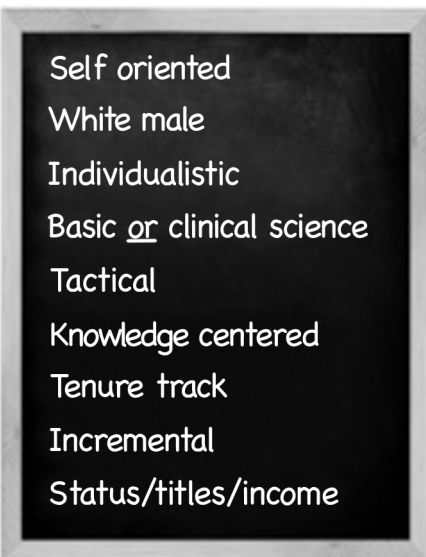 Self oriented
White male
Individualistic
Basic or clinical science
Tactical
Knowledge centered
Tenure track
Incremental
Status/titles/income